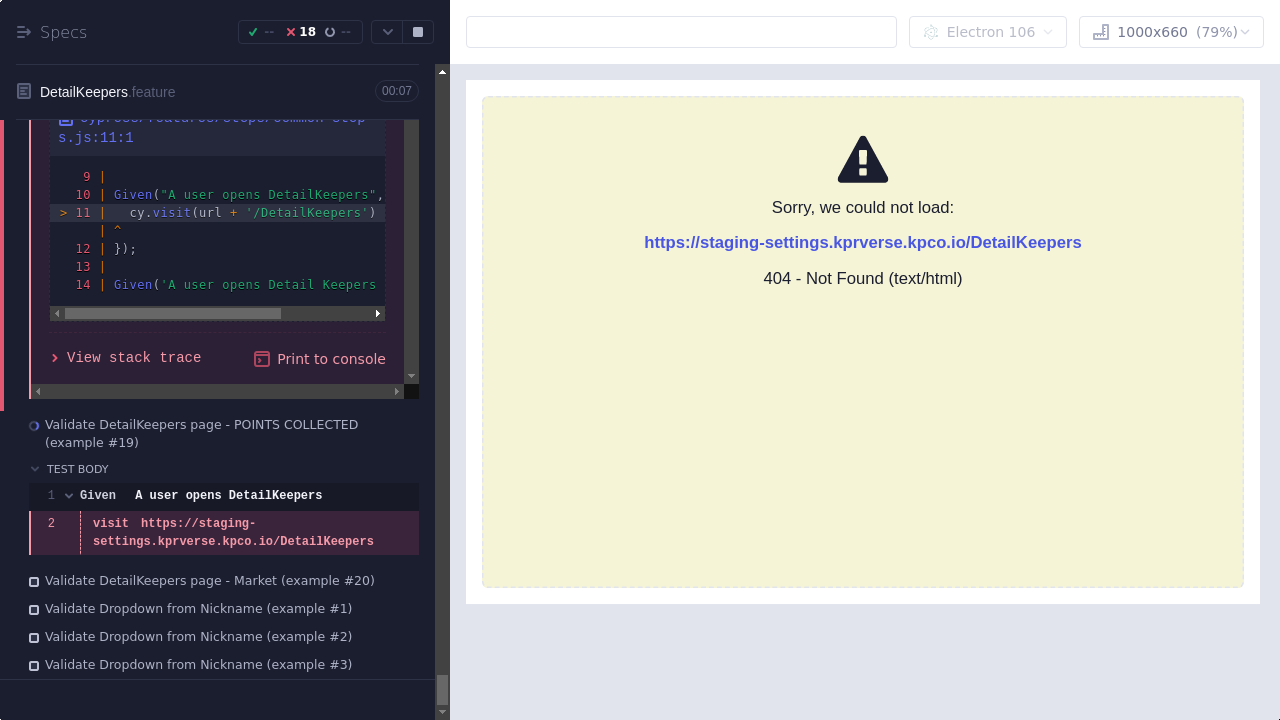 Specs
-- 18 --
Electron 106
1000x660 (79%)
DetailKeepers.feature
00:07
s.js:11:1
9 |
10 | Given("A user opens DetailKeepers",
> 11 |   cy.visit(url + '/DetailKeepers')
| ^
12 | });
13 |
14 | Given('A user opens Detail Keepers
View stack trace
Print to console
Validate DetailKeepers page - POINTS COLLECTED
(example #19)
TEST BODY
1 Given A user opens DetailKeepers
2 visit https://staging-
settings.kprverse.kpco.io/DetailKeepers
Validate DetailKeepers page - Market (example #20)
Validate Dropdown from Nickname (example #1)
Validate Dropdown from Nickname (example #2)
Validate Dropdown from Nickname (example #3)
Sorry, we could not load:
https://staging-settings.kprverse.kpco.io/DetailKeepers
404 - Not Found (text/html)